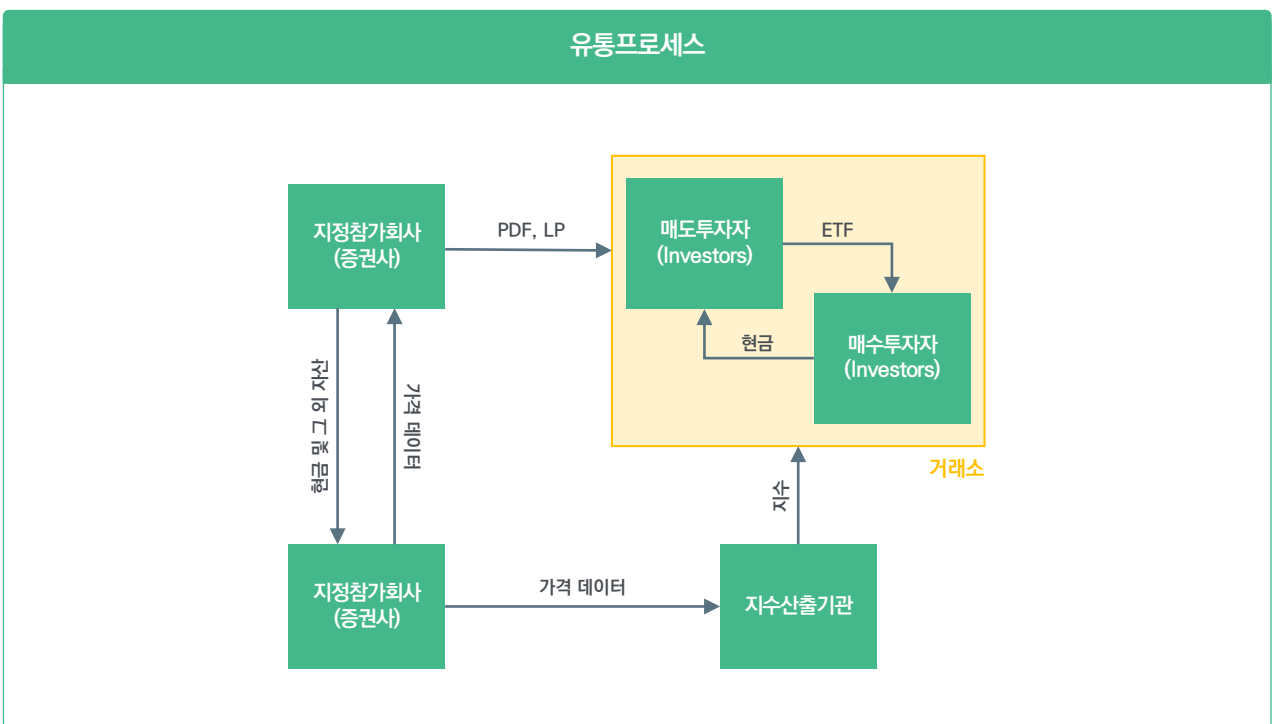 유통프로세스
지정참가회사
(증권사)
PDF, LP
매도투자자
(Investors)
ETF
현금
매수투자자
(Investors)
거래소
현금 및 그 외 자산
가격 데이터
지수
지정참가회사
(증권사)
가격 데이터
지수산출기관